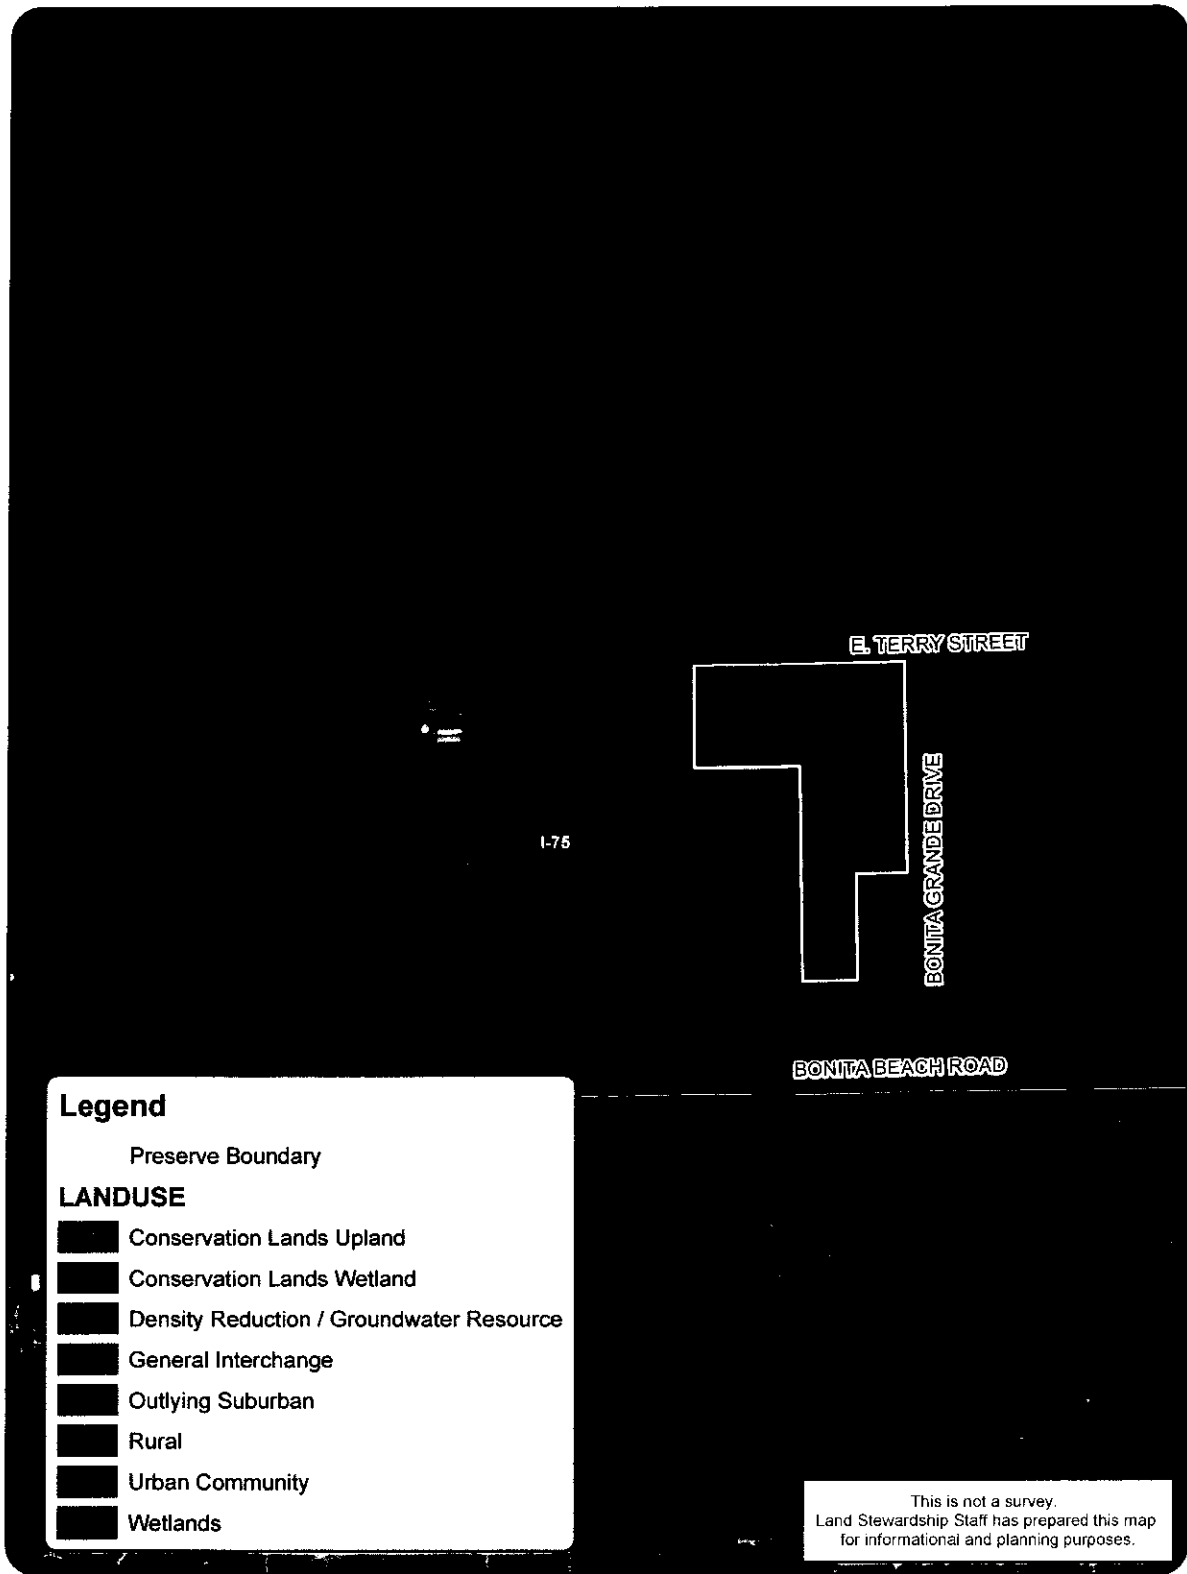 E. TERRY STREET
BONITA GRANDE DRIVE
I-75
BONITA BEACH ROAD
Legend
Preserve Boundary
LANDUSE
Conservation Lands Upland
Conservation Lands Wetland
Density Reduction / Groundwater Resource
General Interchange
Outlying Suburban
Rural
Urban Community
Wetlands
This is not a survey.
Land Stewardship Staff has prepared this map
for informational and planning purposes.